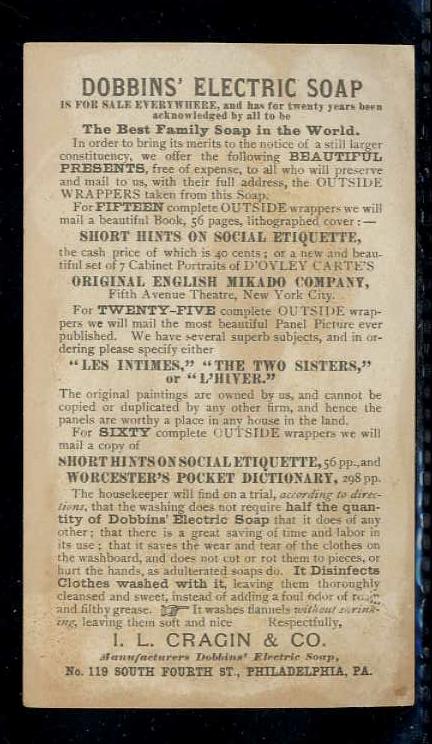 DOBBINS' ELECTRIC SOAP
IS FOR SALE EVERYWHERE, and has for twenty years been
acknowledged by all to be
The Best Family Soap in the World.
In order to bring its merits to the notice of a still larger
constituency, we offer the following BEAUTIFUL
PRESENTS, free of expense, to all who will preserve
and mail to us, with their full address, the OUTSIDE
WRAPPERS taken from this Soap.
For FIFTEEN complete OUTSIDE wrappers we will
mail a beautiful Book, 56 pages, lithographed cover:—
SHORT HINTS ON SOCIAL ETIQUETTE,
the cash price of which is 40 cents; or a new and beau-
tiful set of 7 Cabinet Portraits of D'OYLEY CARTE'S
ORIGINAL ENGLISH MIKADO COMPANY,
Fifth Avenue Theatre, New York City.
For TWENTY-FIVE complete OUTSIDE wrap-
pers we will mail the most beautiful Panel Picture ever
published. We have several superb subjects, and in or-
dering please specify either
"LES INTIMES," "THE TWO SISTERS,"
or "L'HIVER."
The original paintings are owned by us, and cannot be
copied or duplicated by any other firm, and hence the
panels are worthy a place in any house in the land.
For SIXTY complete OUTSIDE wrappers we will
mail a copy of
SHORT HINTS ON SOCIAL ETIQUETTE, 56 pp., and
WORCESTER'S POCKET DICTIONARY, 298 pp.
The housekeeper will find on a trial, according to direc-
tions, that the washing does not require half the quan-
tity of Dobbins' Electric Soap that it does of any
other; that there is a great saving of time and labor in
its use; that it saves the wear and tear of the clothes on
the washboard, and does not cut or rot them to pieces, or
hurt the hands, as adulterated soaps do. It Disinfects
Clothes washed with it, leaving them thoroughly
cleansed and sweet, instead of adding a foul odor of
and filthy grease. ☞ It washes flannels without shrink-
ing, leaving them soft and nice Respectfully,
I. L. CRAGIN & CO.
Manufacturers Dobbins' Electric Soap,
No. 119 SOUTH FOURTH ST., PHILADELPHIA, PA.